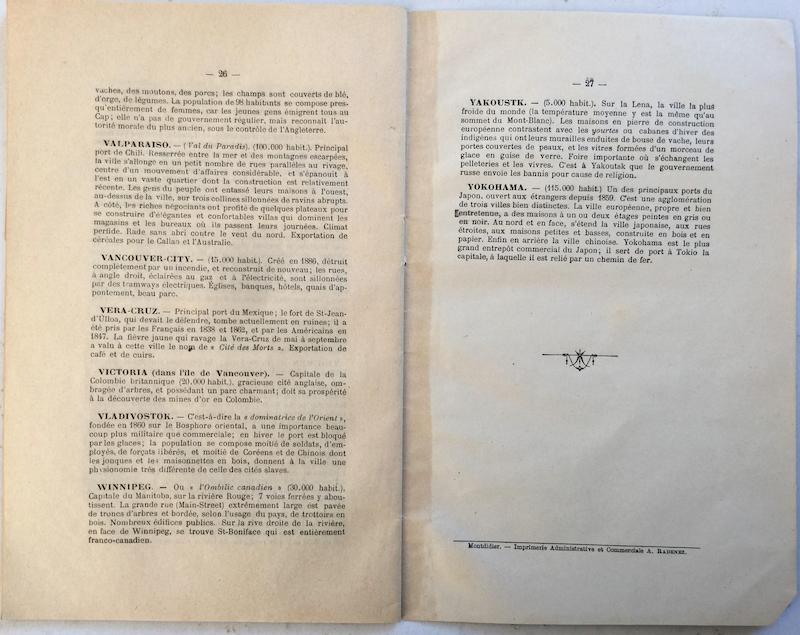 — 26 —
vaches, des moutons, des porcs; les champs sont couverts de blé,
d'orge, de légumes. La population de 98 habitants se compose pres-
qu'entièrement de femmes, car les jeunes gens émigrent tous au
Cap; elle n'a pas de gouvernement régulier, mais reconnaît l'au-
torité morale du plus ancien, sous le contrôle de l'Angleterre.
VALPARAISO. — (Val du Paradis). (100.000 habit.). Principal
port de Chili. Resserrée entre la mer et des montagnes escarpées,
la ville s'allonge en un petit nombre de rues parallèles au rivage,
centre d'un mouvement d'affaires considérable, et s'épanouit à
l'est en un vaste quartier dont la construction est relativement
récente. Les gens du peuple ont entassé leurs maisons à l'ouest,
au-dessus de la ville, sur trois collines sillonnées de ravins abrupts.
A côté, les riches négociants ont profité de quelques plateaux pour
se construire d'élégantes et confortables villas qui dominent les
magasins et les bureaux où ils passent leurs journées. Climat
perfide. Rade sans abri contre le vent du nord. Exportation de
céréales pour le Callao et l'Australie.
VANCOUVER-CITY. — (15.000 habit.). Créé en 1886, détruit
complètement par un incendie, et reconstruit de nouveau; les rues,
à angle droit, éclairées au gaz et à l'électricité, sont sillonnées
par des tramways électriques. Églises, banques, hôtels, quais d'ap-
pontement, beau parc.
VERA-CRUZ. — Principal port du Mexique; le fort de St-Jean-
d'Ulloa, qui devait le défendre, tombe actuellement en ruines; il a
été pris par les Français en 1838 et 1862, et par les Américains en
1847. La fièvre jaune qui ravage la Vera-Cruz de mai à septembre
a valu à cette ville le nom de « Cité des Morts ». Exportation de
café et de cuirs.
VICTORIA (dans l'île de Vancouver). — Capitale de la
Colombie britannique (20.000 habit.). gracieuse cité anglaise, om-
bragée d'arbres, et possédant un parc charmant; doit sa prospérité
à la découverte des mines d'or en Colombie.
VLADIVOSTOK. — C'est-à-dire la « dominatrice de l'Orient »,
fondée en 1860 sur le Bosphore oriental, a une importance beau-
coup plus militaire que commerciale; en hiver le port est bloqué
par les glaces; la population se compose moitié de soldats, d'em-
ployés, de forçats libérés, et moitié de Coréens et de Chinois dont
les jonques et les maisonnettes en bois, donnent à la ville une
physionomie très différente de celle des cités slaves.
WINNIPEG. — Ou « l'Ombilic canadien » (30.000 habit.).
Capitale du Manitoba, sur la rivière Rouge; 7 voies ferrées y abou-
tissent. La grande rue (Main-Street) extrêmement large est pavée
de troncs d'arbres et bordée, selon l'usage du pays, de trottoirs en
bois. Nombreux édifices publics. Sur la rive droite de la rivière,
en face de Winnipeg, se trouve St-Boniface qui est entièrement
franco-canadien.
— 27 —
YAKOUSTK. — (5.000 habit.). Sur la Lena, la ville la plus
froide du monde (la température moyenne y est la même qu'au
sommet du Mont-Blanc). Les maisons en pierre de construction
européenne contrastent avec les yourtes ou cabanes d'hiver des
indigènes qui ont leurs murailles enduites de bouse de vache, leurs
portes couvertes de peaux, et les vitres formées d'un morceau de
glace en guise de verre. Foire importante où s'échangent les
pelleteries et les vivres. C'est à Yakoutsk que le gouvernement
russe envoie les bannis pour cause de religion.
YOKOHAMA. — (115.000 habit.) Un des principaux ports du
Japon, ouvert aux étrangers depuis 1859. C'est une agglomération
de trois villes bien distinctes. La ville européenne, propre et bien
entretenue, a des maisons à un ou deux étages peintes en gris ou
en noir. Au nord et en face, s'étend la ville japonaise, aux rues
étroites, aux maisons petites et basses, construite en bois et en
papier. Enfin en arrière la ville chinoise. Yokohama est le plus
grand entrepôt commercial du Japon; il sert de port à Tokio la
capitale, à laquelle il est relié par un chemin de fer.
Montdidier. — Imprimerie Administrative et Commerciale A. RADENEZ.